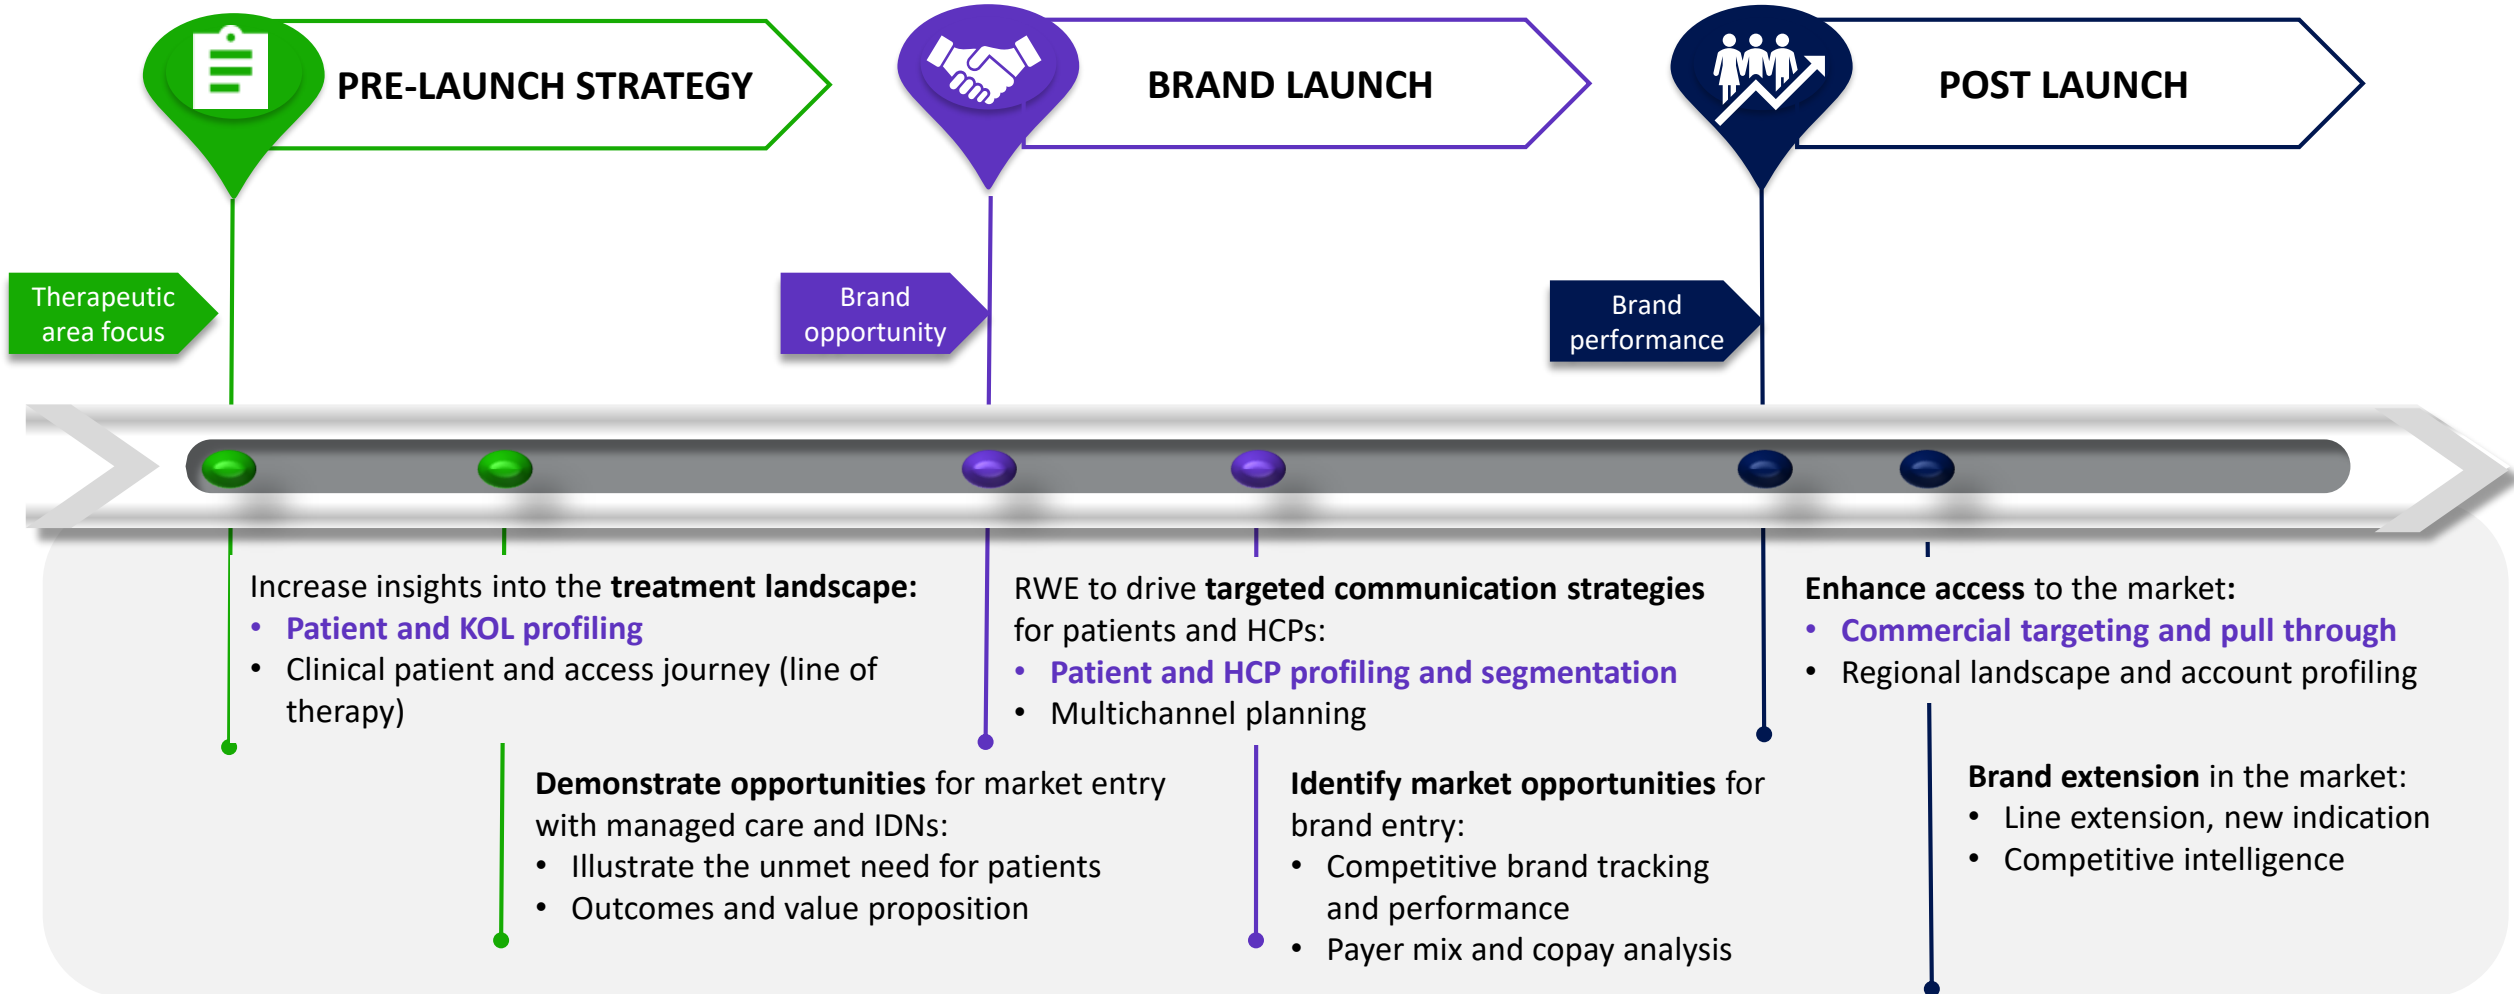 PRE-LAUNCH STRATEGY
BRAND LAUNCH
POST LAUNCH
Therapeutic
area focus
Brand
opportunity
Brand
performance
Increase insights into the treatment landscape:
• Patient and KOL profiling
• Clinical patient and access journey (line of
therapy)
Demonstrate opportunities for market entry
with managed care and IDNs:
• Illustrate the unmet need for patients
• Outcomes and value proposition
RWE to drive targeted communication strategies
for patients and HCPs:
• Patient and HCP profiling and segmentation
• Multichannel planning
Identify market opportunities for
brand entry:
• Competitive brand tracking
and performance
• Payer mix and copay analysis
Enhance access to the market:
• Commercial targeting and pull through
• Regional landscape and account profiling
Brand extension in the market:
• Line extension, new indication
• Competitive intelligence